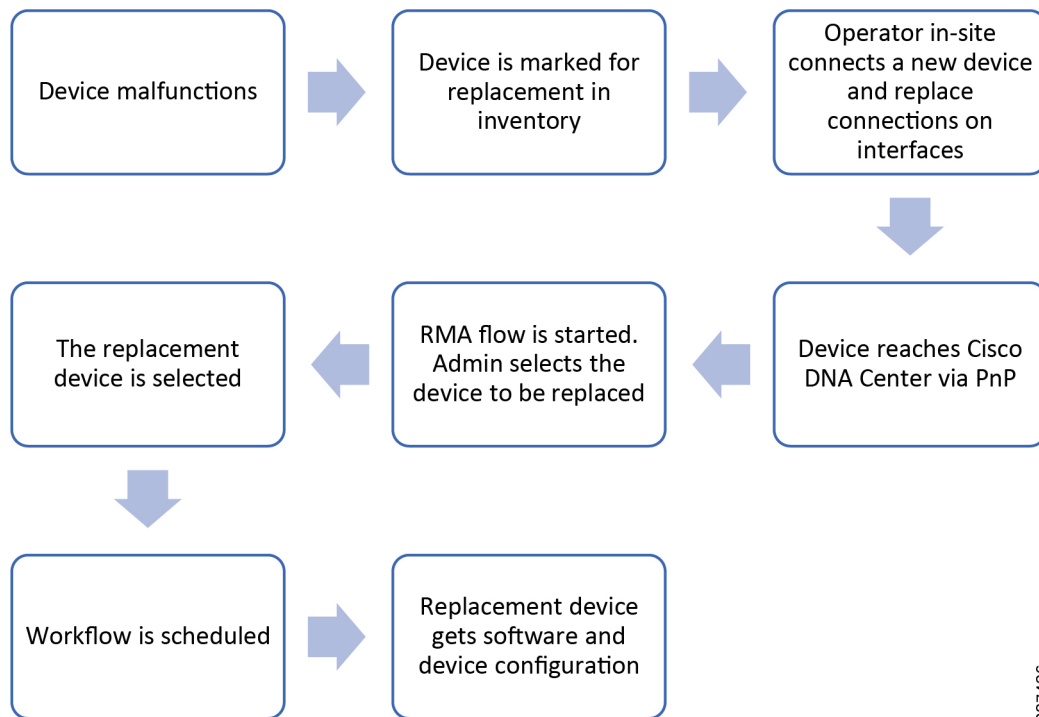 Device malfunctions
Device is marked for
replacement in
inventory
Operator in-site
connects a new device
and replace
connections on
interfaces
Device reaches Cisco
DNA Center via PnP
RMA flow is started.
Admin selects the
device to be replaced
The replacement
device is selected
Workflow is scheduled
Replacement device
gets software and
device configuration